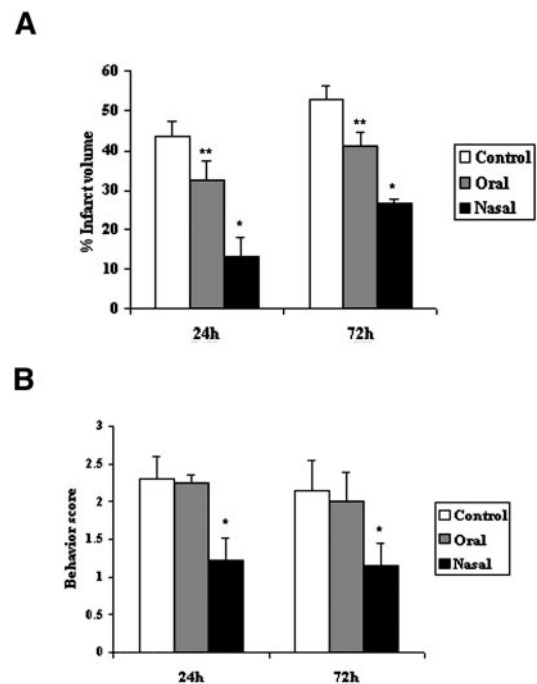 A
60
50
40
30
20
10
0
% Infarct volume
** * ** *
24h 72h
Control
Oral
Nasal
B
3
2.5
2
1.5
1
0.5
0
Behavior score
* *
24h 72h
Control
Oral
Nasal